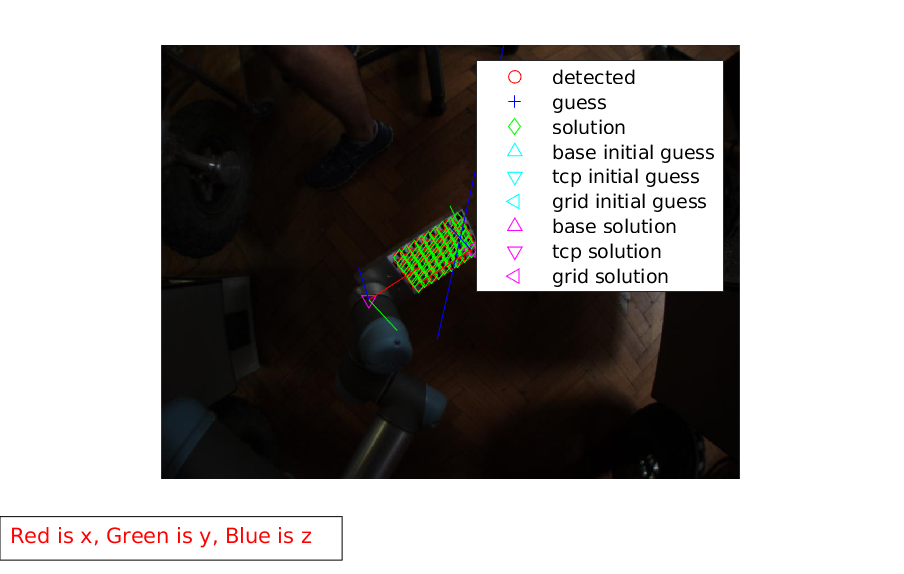 detected
guess
solution
base initial guess
tcp initial guess
grid initial guess
base solution
tcp solution
grid solution
Red is x, Green is y, Blue is z